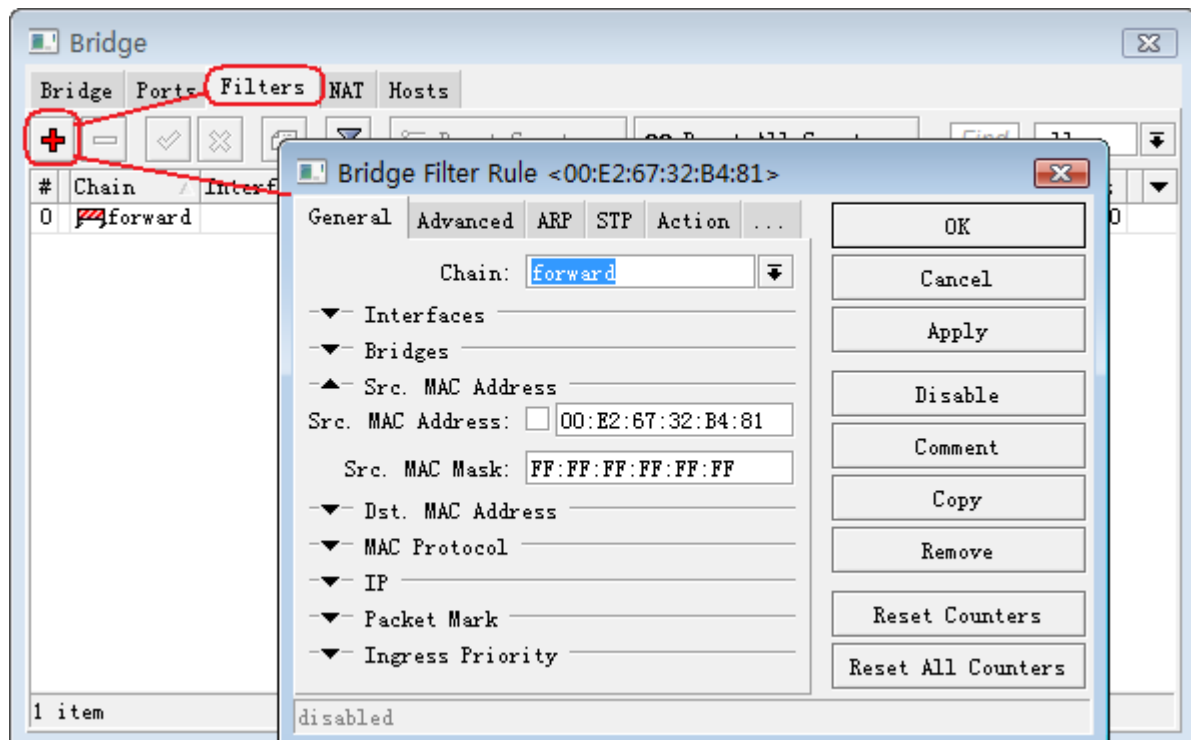 Bridge
Bridge Ports Filters NAT Hosts
Find
# Chain
0 forward
Bridge Filter Rule <00:E2:67:32:B4:81>
General Advanced ARP STP Action ...
Chain: forward
Interfaces
Bridges
Src. MAC Address
Src. MAC Address: 00:E2:67:32:B4:81
Src. MAC Mask: FF:FF:FF:FF:FF:FF
Dst. MAC Address
MAC Protocol
IP
Packet Mark
Ingress Priority
OK
Cancel
Apply
Disable
Comment
Copy
Remove
Reset Counters
Reset All Counters
1 item
disabled